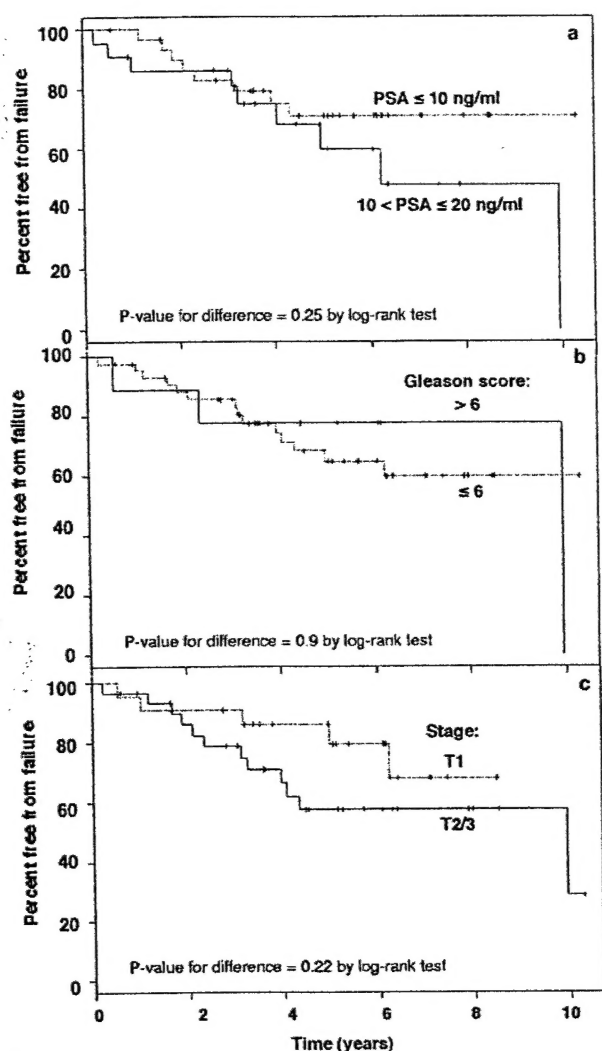 a
100
80
60
40
20
0
Percent free from failure
PSA ≤ 10 ng/ml
10 < PSA ≤ 20 ng/ml
P-value for difference = 0.25 by log-rank test
b
100
80
60
40
20
0
Percent free from failure
Gleason score:
> 6
≤ 6
P-value for difference = 0.9 by log-rank test
c
100
80
60
40
20
0
Percent free from failure
Stage:
T1
T2/3
P-value for difference = 0.22 by log-rank test
0 2 4 6 8 10
Time (years)